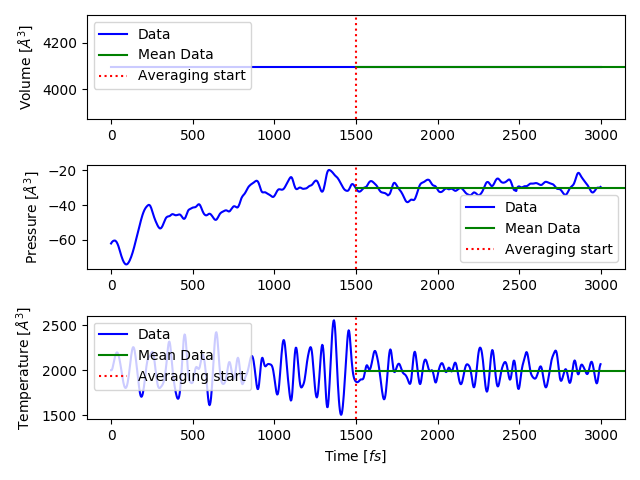 4200
4000
Volume [Å³]
Data
Mean Data
Averaging start
0 500 1000 1500 2000 2500 3000
−20
−40
−60
Pressure [Å³]
Data
Mean Data
Averaging start
0 500 1000 1500 2000 2500 3000
2500
2000
1500
Temperature [Å³]
Data
Mean Data
Averaging start
0 500 1000 1500 2000 2500 3000
Time [fs]